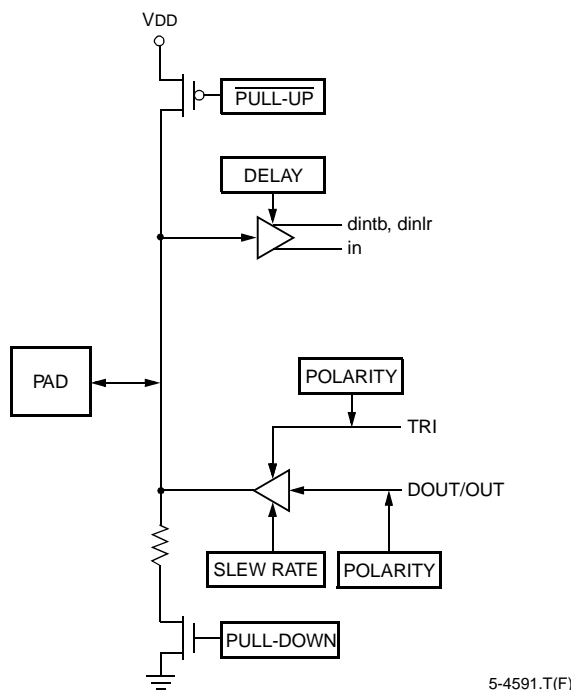 VDD
PULL-UP
DELAY
dintb, dinlr
in
PAD
POLARITY
TRI
DOUT/OUT
SLEW RATE
POLARITY
PULL-DOWN
5-4591.T(F)